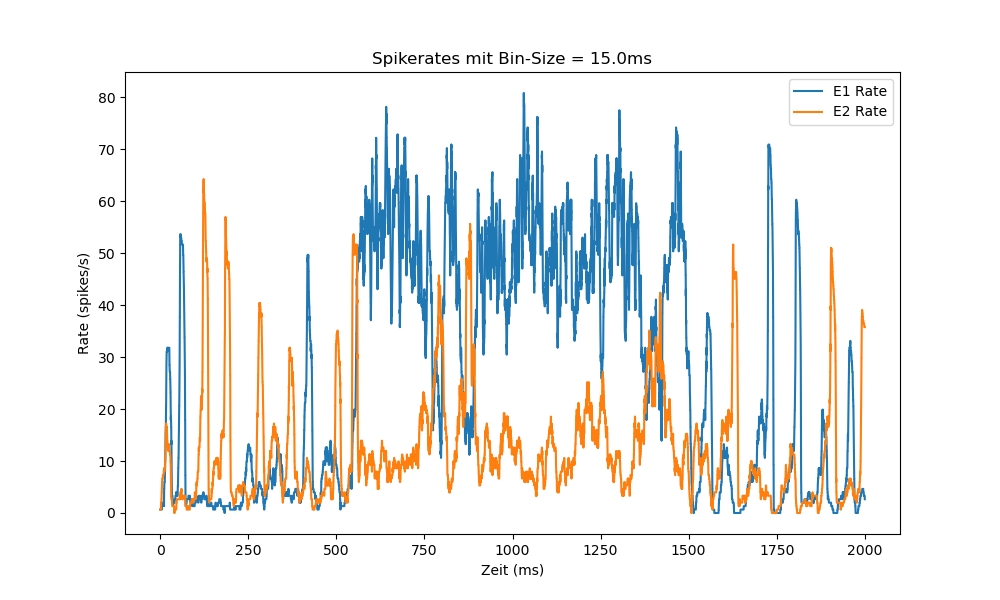 Spikerates mit Bin-Size = 15.0ms
E1 Rate
E2 Rate
80
70
60
50
40
30
20
10
0
Rate (spikes/s)
0 250 500 750 1000 1250 1500 1750 2000
Zeit (ms)